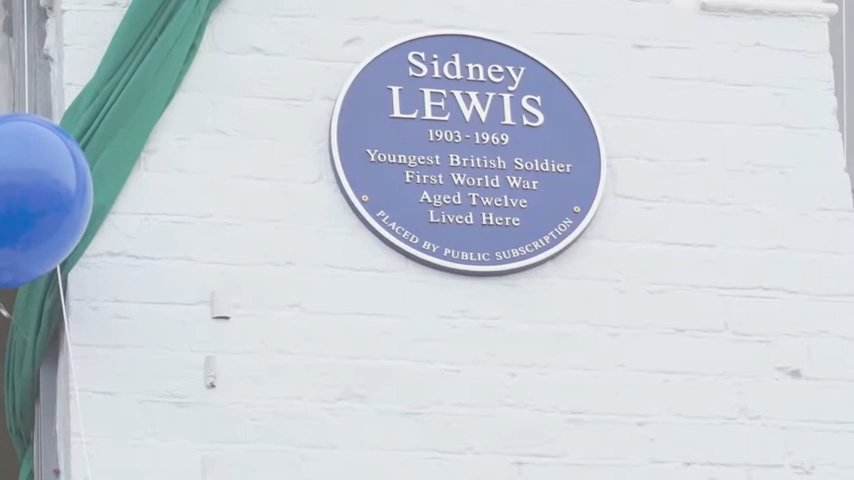 Sidney
LEWIS
1903-1969
Youngest British Soldier
First World War
Aged Twelve
Lived Here
PLACED BY PUBLIC SUBSCRIPTION